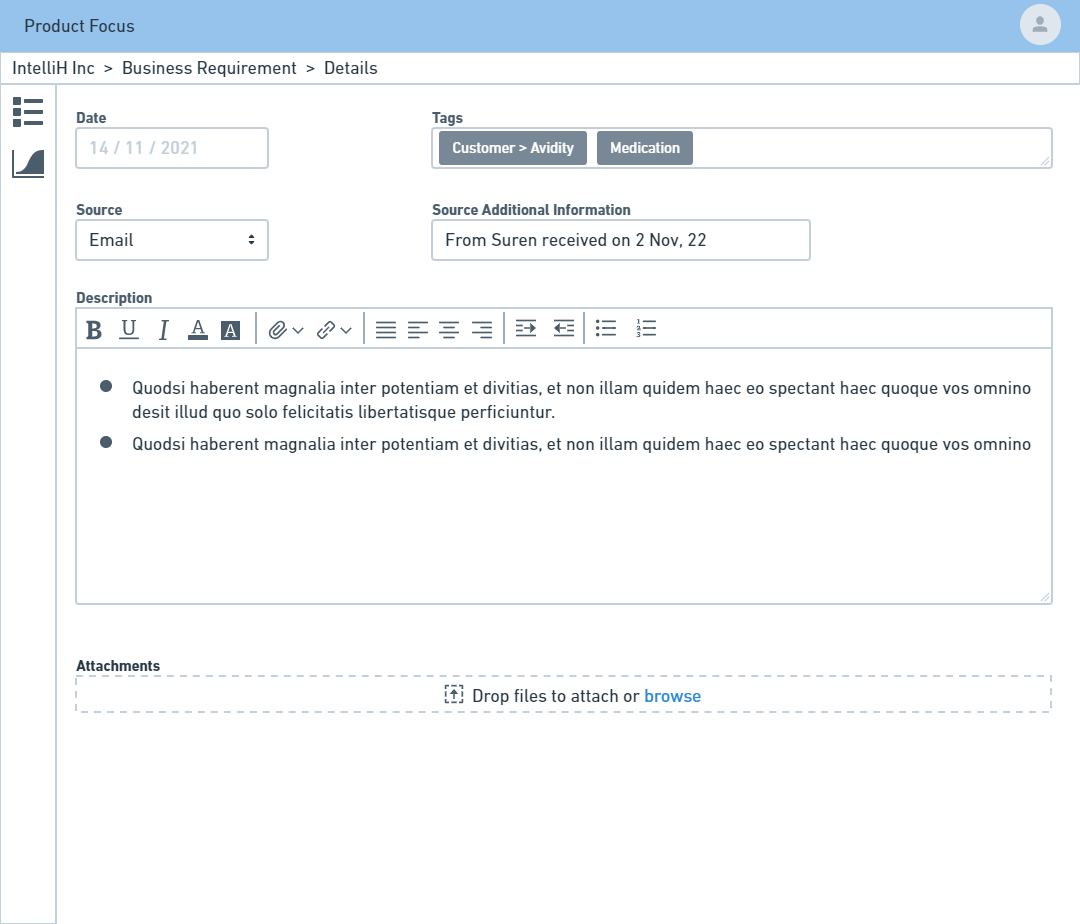 Product Focus
IntelliH Inc > Business Requirement > Details
Date
14 / 11 / 2021
Tags
Customer > Avidity
Medication
Source
Email
Source Additional Information
From Suren received on 2 Nov, 22
Description
B U I A A
1
2
3
Quodsi haberent magnalia inter potentiam et divitias, et non illam quidem haec eo spectant haec quoque vos omnino
desit illud quo solo felicitatis libertatisque perficiuntur.
Quodsi haberent magnalia inter potentiam et divitias, et non illam quidem haec eo spectant haec quoque vos omnino
Attachments
Drop files to attach or browse